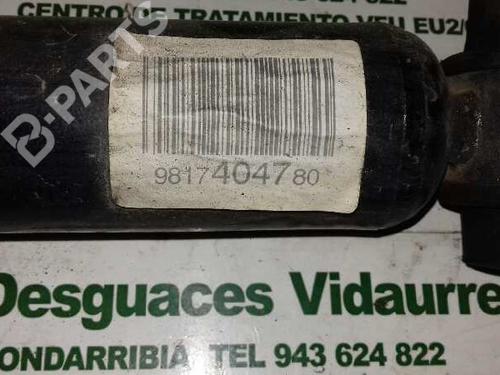 CENTRO DE TRATAMIENTO VEH EU2/
B-PARTS
9817404780
Desguaces Vidaurre
ONDARRIBIA TEL 943 624 822